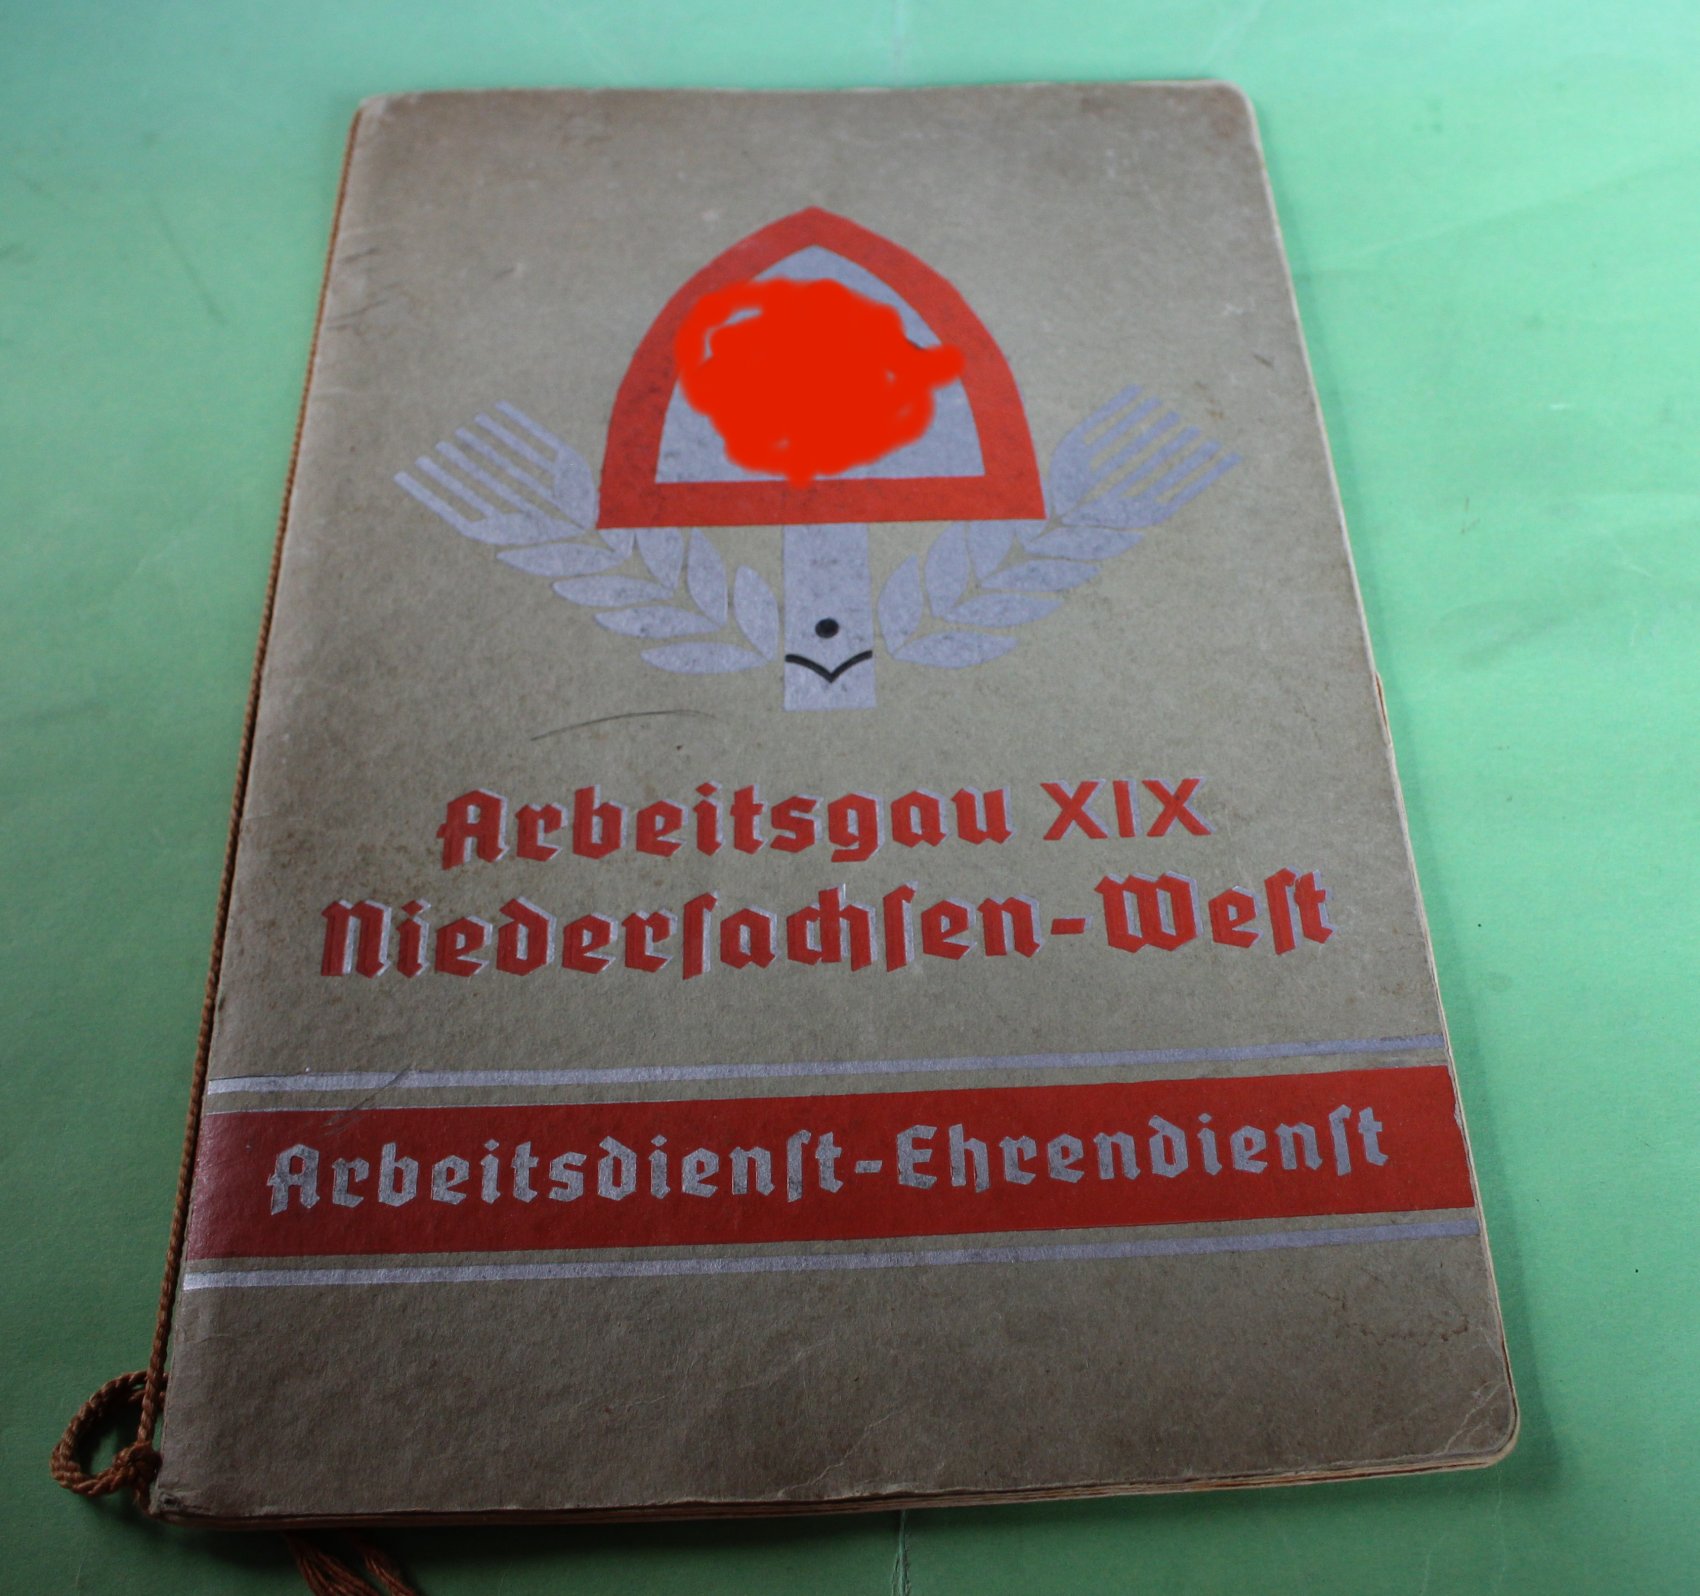 Arbeitsgau XIX
Niederſachſen-Weſt
Arbeitsdienſt-Ehrendienſt